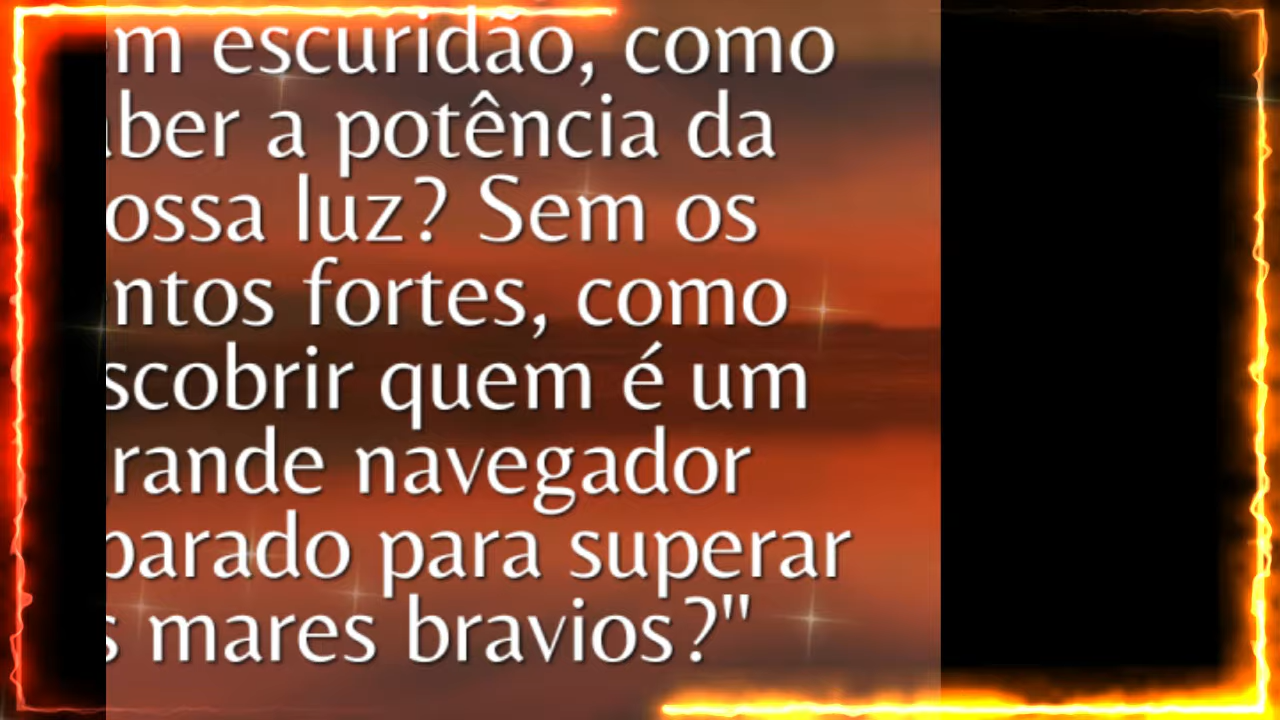 em escuridão, como
aber a potência da
ossa luz? Sem os
ntos fortes, como
scobrir quem é um
rande navegador
parado para superar
s mares bravios?"